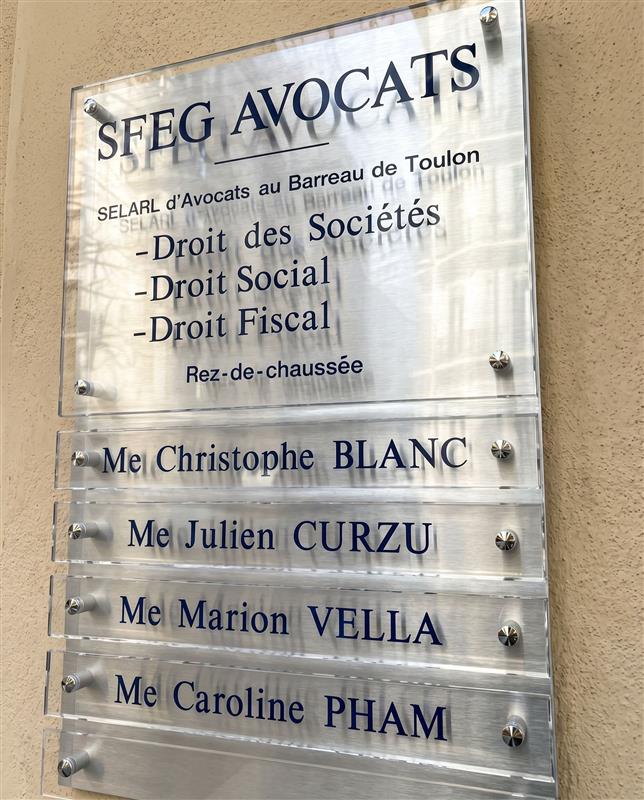 SFEG AVOCATS
SELARL d'Avocats au Barreau de Toulon
-Droit des Sociétés
-Droit Social
-Droit Fiscal
Rez-de-chaussée
Me Christophe BLANC
Me Julien CURZU
Me Marion VELLA
Me Caroline PHAM